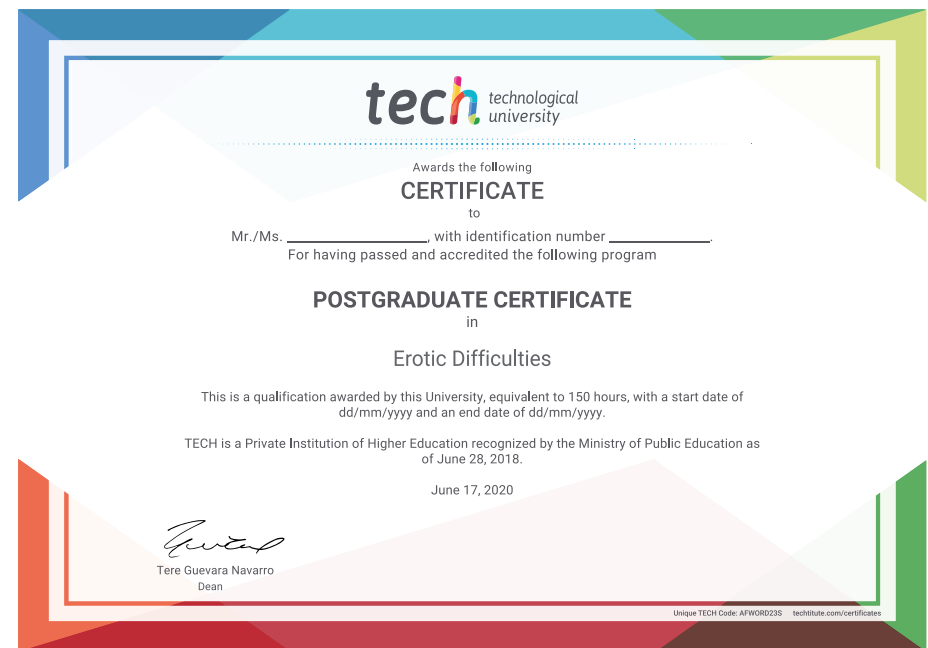 tech technological
university
Awards the following
CERTIFICATE
to
Mr./Ms. ____________, with identification number ____________.
For having passed and accredited the following program
POSTGRADUATE CERTIFICATE
in
Erotic Difficulties
This is a qualification awarded by this University, equivalent to 150 hours, with a start date of
dd/mm/yyyy and an end date of dd/mm/yyyy.
TECH is a Private Institution of Higher Education recognized by the Ministry of Public Education as
of June 28, 2018.
June 17, 2020
Tere Guevara Navarro
Dean
Unique TECH Code: AFWORD23S techtitute.com/certificates